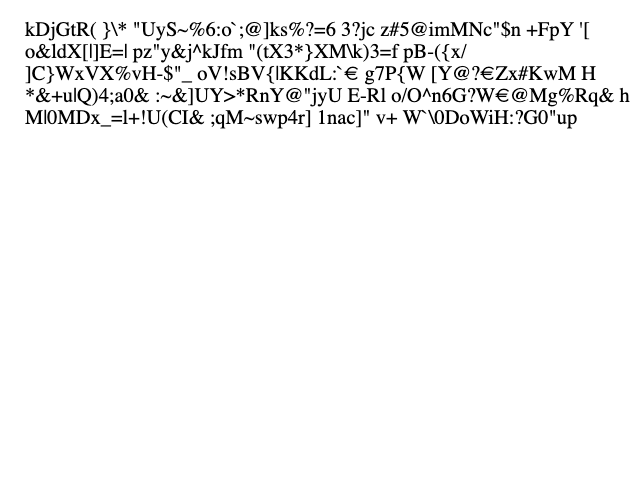 kDjGtR( }\* "UyS~%6:o`;@]ks%?=6 3?jc z#5@imMNc"$n +FpY '[
o&ldX[|]E=| pz"y&j^kJfm "(tX3*}XM\k)3=f pB-({x/
]C}WxVX%vH-$"_ oV!sBV{|KKdL:`€ g7P{W [Y@?€Zx#KwM H
*&+u|Q)4;a0& :~&]UY>*RnY@"jyU E-Rl o/O^n6G?W€@Mg%Rq& h
M|0MDx_=l+!U(CI& ;qM~swp4r] 1nac]" v+ W`\0DoWiH:?G0"up